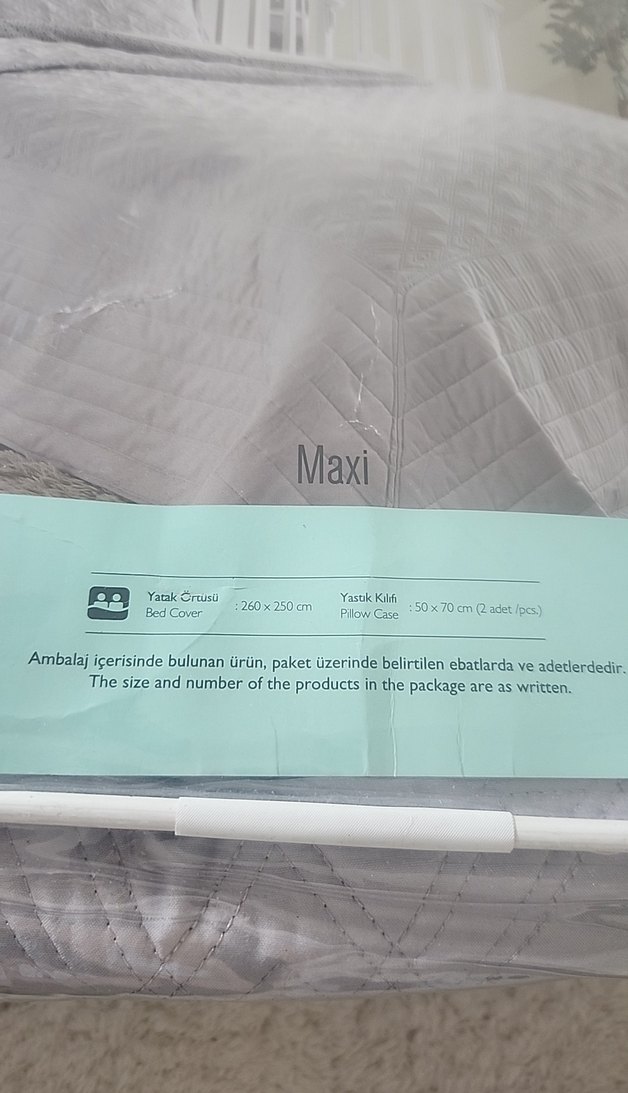 Maxi
Yatak Örtüsü : 260 x 250 cm Yastık Kılıfı : 50 x 70 cm (2 adet /pcs.)
Bed Cover Pillow Case
Ambalaj içerisinde bulunan ürün, paket üzerinde belirtilen ebatlarda ve adetlerdedir.
The size and number of the products in the package are as written.